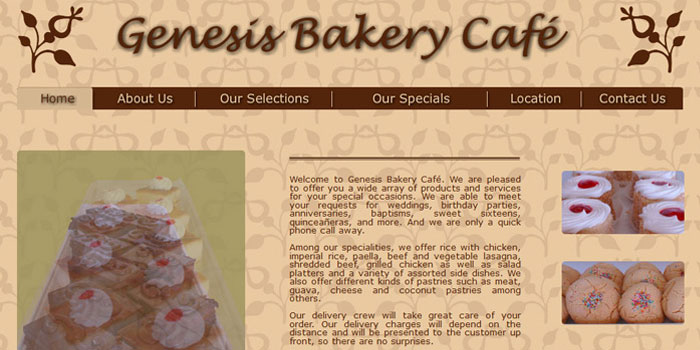 Genesis Bakery Café
Home
About Us
Our Selections
Our Specials
Location
Contact Us
Welcome to Genesis Bakery Café. We are pleased
to offer you a wide array of products and services
for your special occasions. We are able to meet
your requests for weddings, birthday parties,
anniversaries, baptisms, sweet sixteens,
quinceañeras, and more. And we are only a quick
phone call away.
Among our specialities, we offer rice with chicken,
imperial rice, paella, beef and vegetable lasagna,
shredded beef, grilled chicken as well as salad
platters and a variety of assorted side dishes. We
also offer different kinds of pastries such as meat,
guava, cheese and coconut pastries among
others.
Our delivery crew will take great care of your
order. Our delivery charges will depend on the
distance and will be presented to the customer up
front, so there are no surprises.